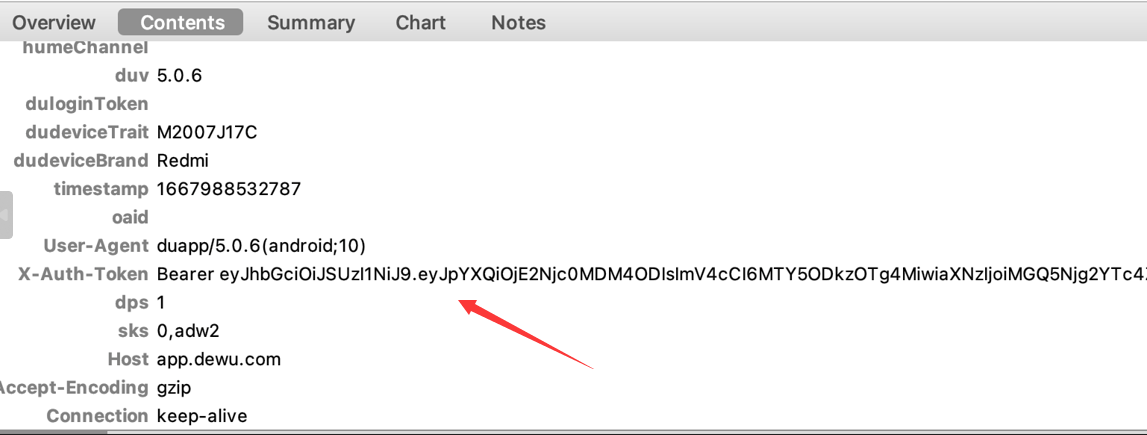 Overview Contents Summary Chart Notes
humeChannel
duv 5.0.6
duloginToken
dudeviceTrait M2007J17C
dudeviceBrand Redmi
timestamp 1667988532787
oaid
User-Agent duapp/5.0.6(android;10)
X-Auth-Token Bearer eyJhbGciOiJSUzI1NiJ9.eyJpYXQiOjE2Njc0MDM4ODIsImV4cCI6MTY5ODkzOTg4MiwiaXNzIjoiMGQ5Njg2YTc4
dps 1
sks 0,adw2
Host app.dewu.com
Accept-Encoding gzip
Connection keep-alive